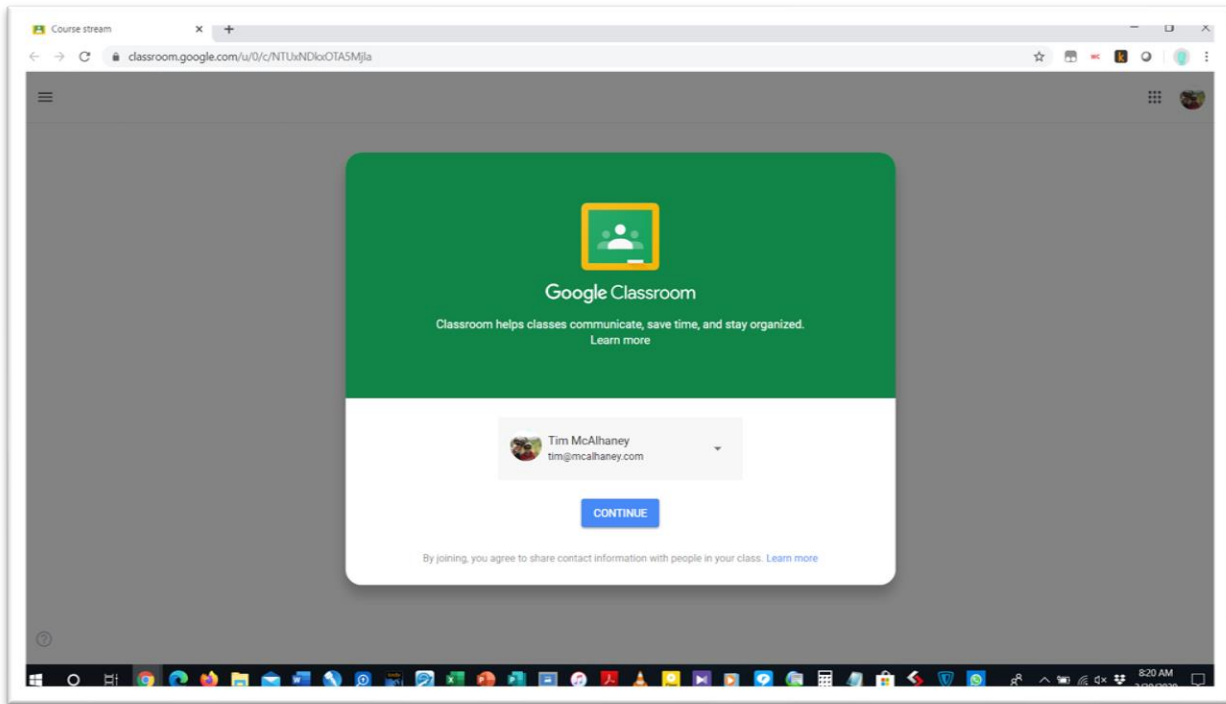 Course stream
classroom.google.com/u/0/c/NTUxNDkxOTA5Mjla
Google Classroom
Classroom helps classes communicate, save time, and stay organized.
Learn more
Tim McAlhaney
tim@mcalhaney.com
CONTINUE
By joining, you agree to share contact information with people in your class. Learn more
8:20 AM